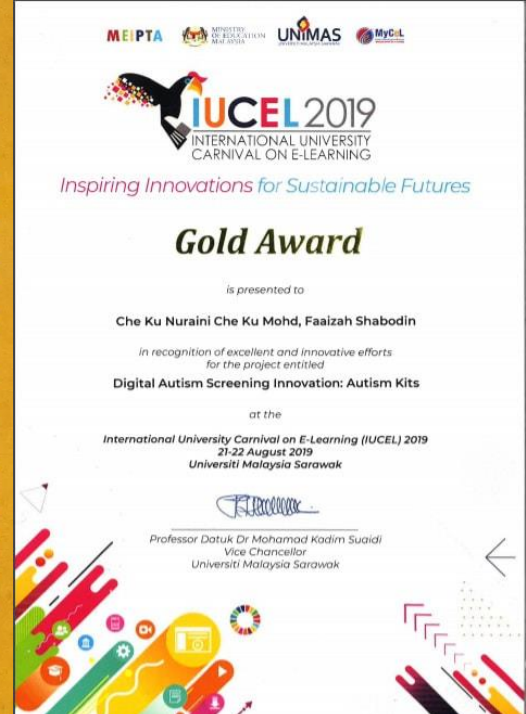 MEIPTA
MINISTRY
OF EDUCATION
MALAYSIA
UNIMAS
UNIVERSITI MALAYSIA SARAWAK
MyCeL
IUCEL 2019
INTERNATIONAL UNIVERSITY
CARNIVAL ON E-LEARNING
Inspiring Innovations for Sustainable Futures
Gold Award
is presented to
Che Ku Nuraini Che Ku Mohd, Faaizah Shabodin
in recognition of excellent and innovative efforts
for the project entitled
Digital Autism Screening Innovation: Autism Kits
at the
International University Carnival on E-Learning (IUCEL) 2019
21-22 August 2019
Universiti Malaysia Sarawak
Professor Datuk Dr Mohamad Kadim Suaidi
Vice Chancellor
Universiti Malaysia Sarawak